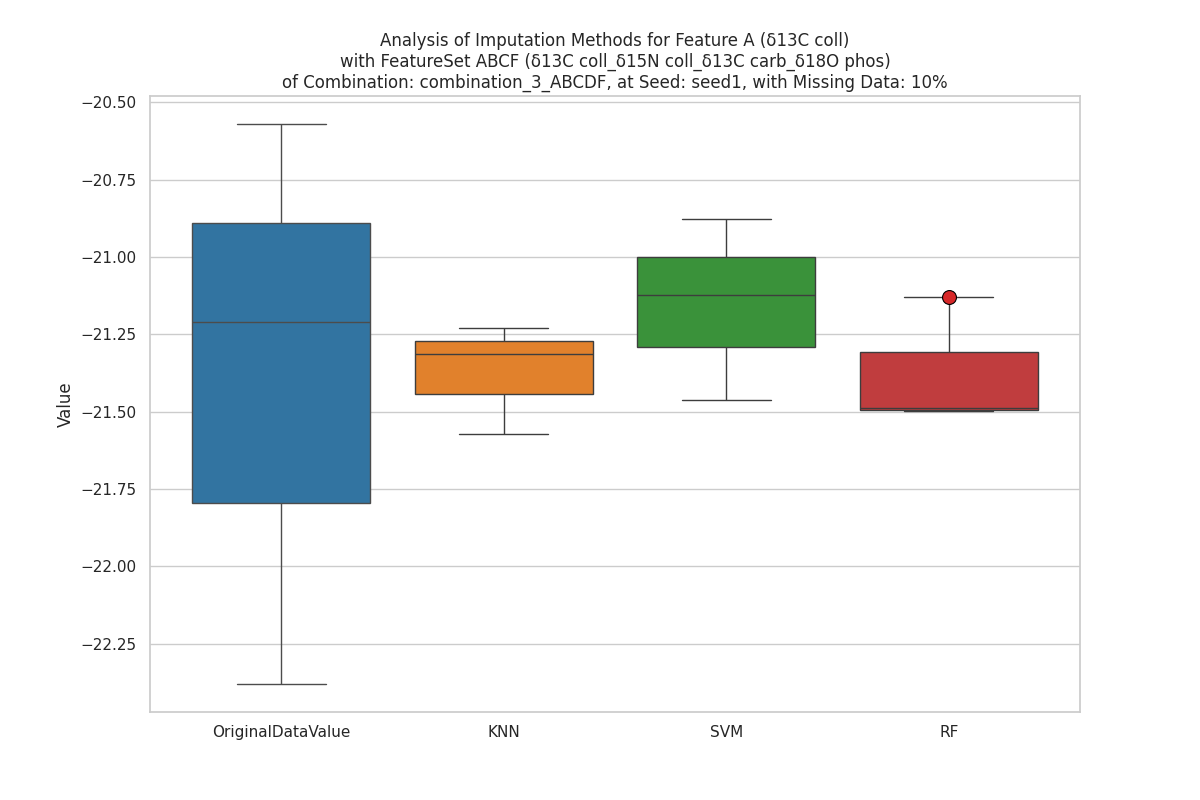 Analysis of Imputation Methods for Feature A (δ13C coll)
with FeatureSet ABCF (δ13C coll_δ15N coll_δ13C carb_δ18O phos)
of Combination: combination_3_ABCDF, at Seed: seed1, with Missing Data: 10%
−20.50
−20.75
−21.00
−21.25
−21.50
−21.75
−22.00
−22.25
Value
OriginalDataValue KNN SVM RF